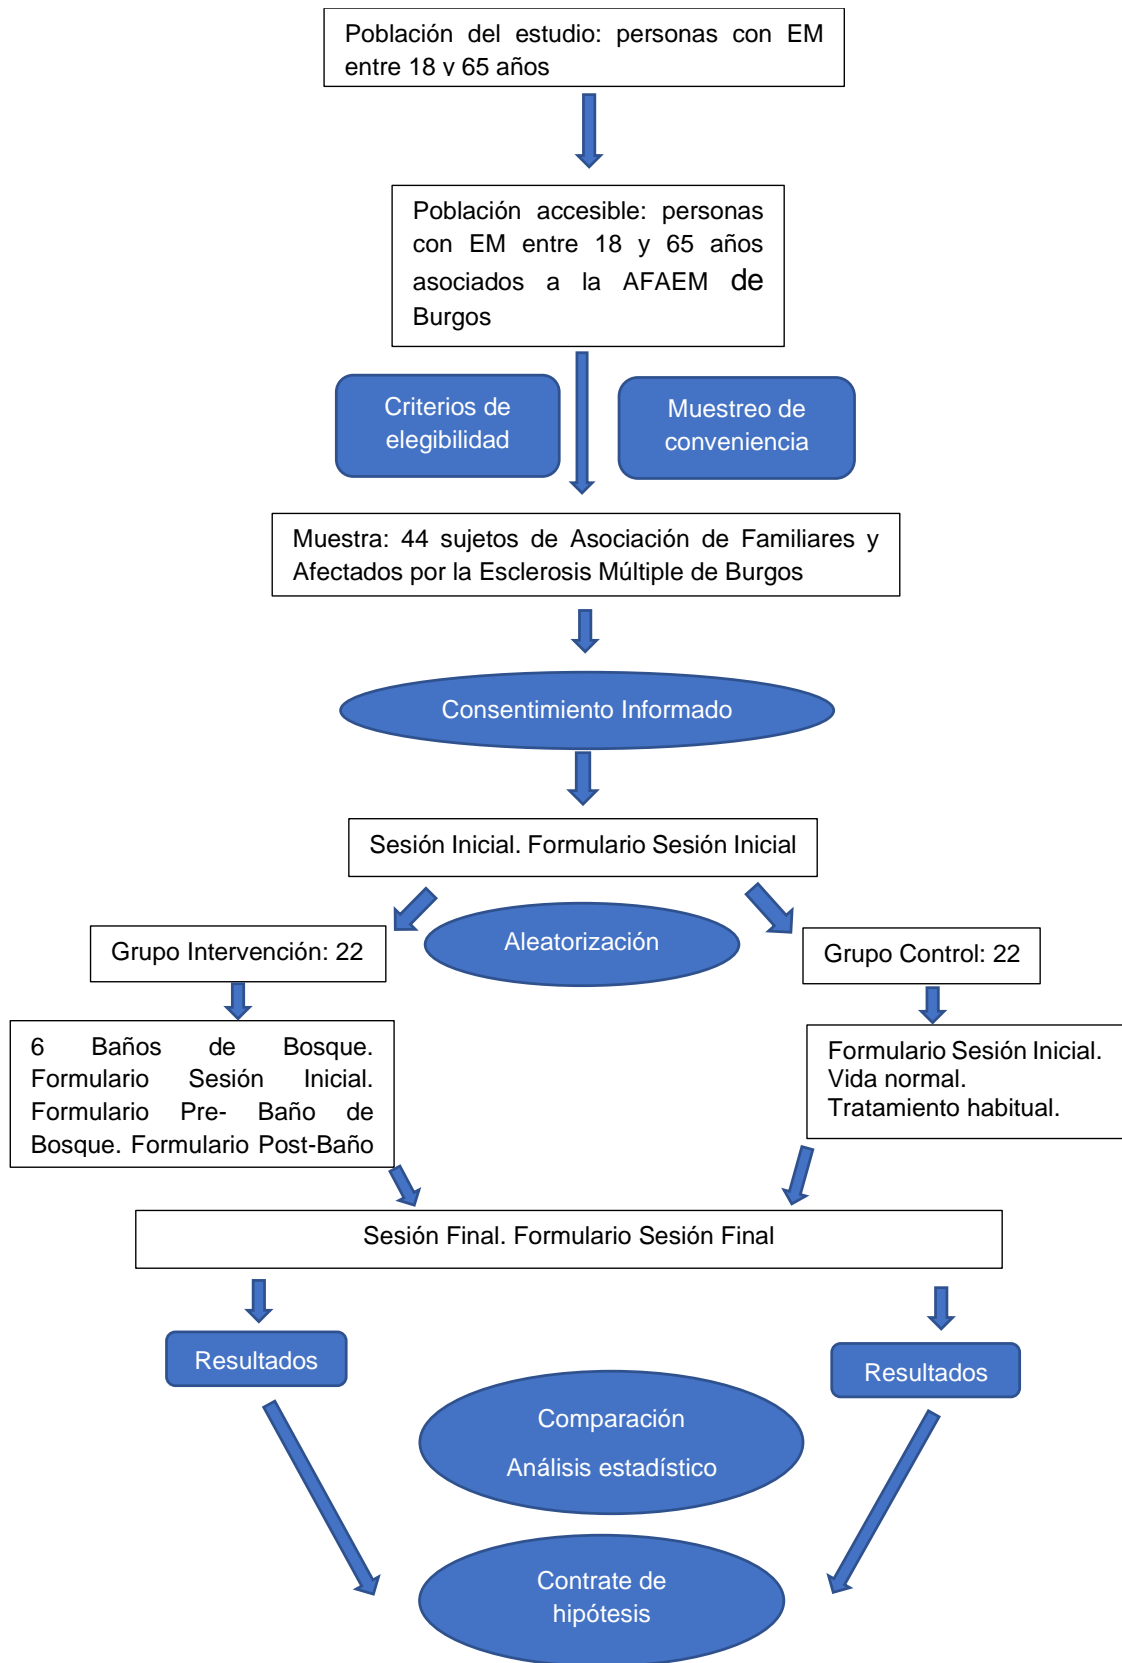 Población del estudio: personas con EM
entre 18 y 65 años
Población accesible: personas
con EM entre 18 y 65 años
asociados a la AFAEM de
Burgos
Criterios de
elegibilidad
Muestreo de
conveniencia
Muestra: 44 sujetos de Asociación de Familiares y
Afectados por la Esclerosis Múltiple de Burgos
Consentimiento Informado
Sesión Inicial. Formulario Sesión Inicial
Aleatorización
Grupo Intervención: 22
Grupo Control: 22
6 Baños de Bosque.
Formulario Sesión Inicial.
Formulario Pre- Baño de
Bosque. Formulario Post-Baño
Formulario Sesión Inicial.
Vida normal.
Tratamiento habitual.
Sesión Final. Formulario Sesión Final
Resultados
Resultados
Comparación
Análisis estadístico
Contrate de
hipótesis